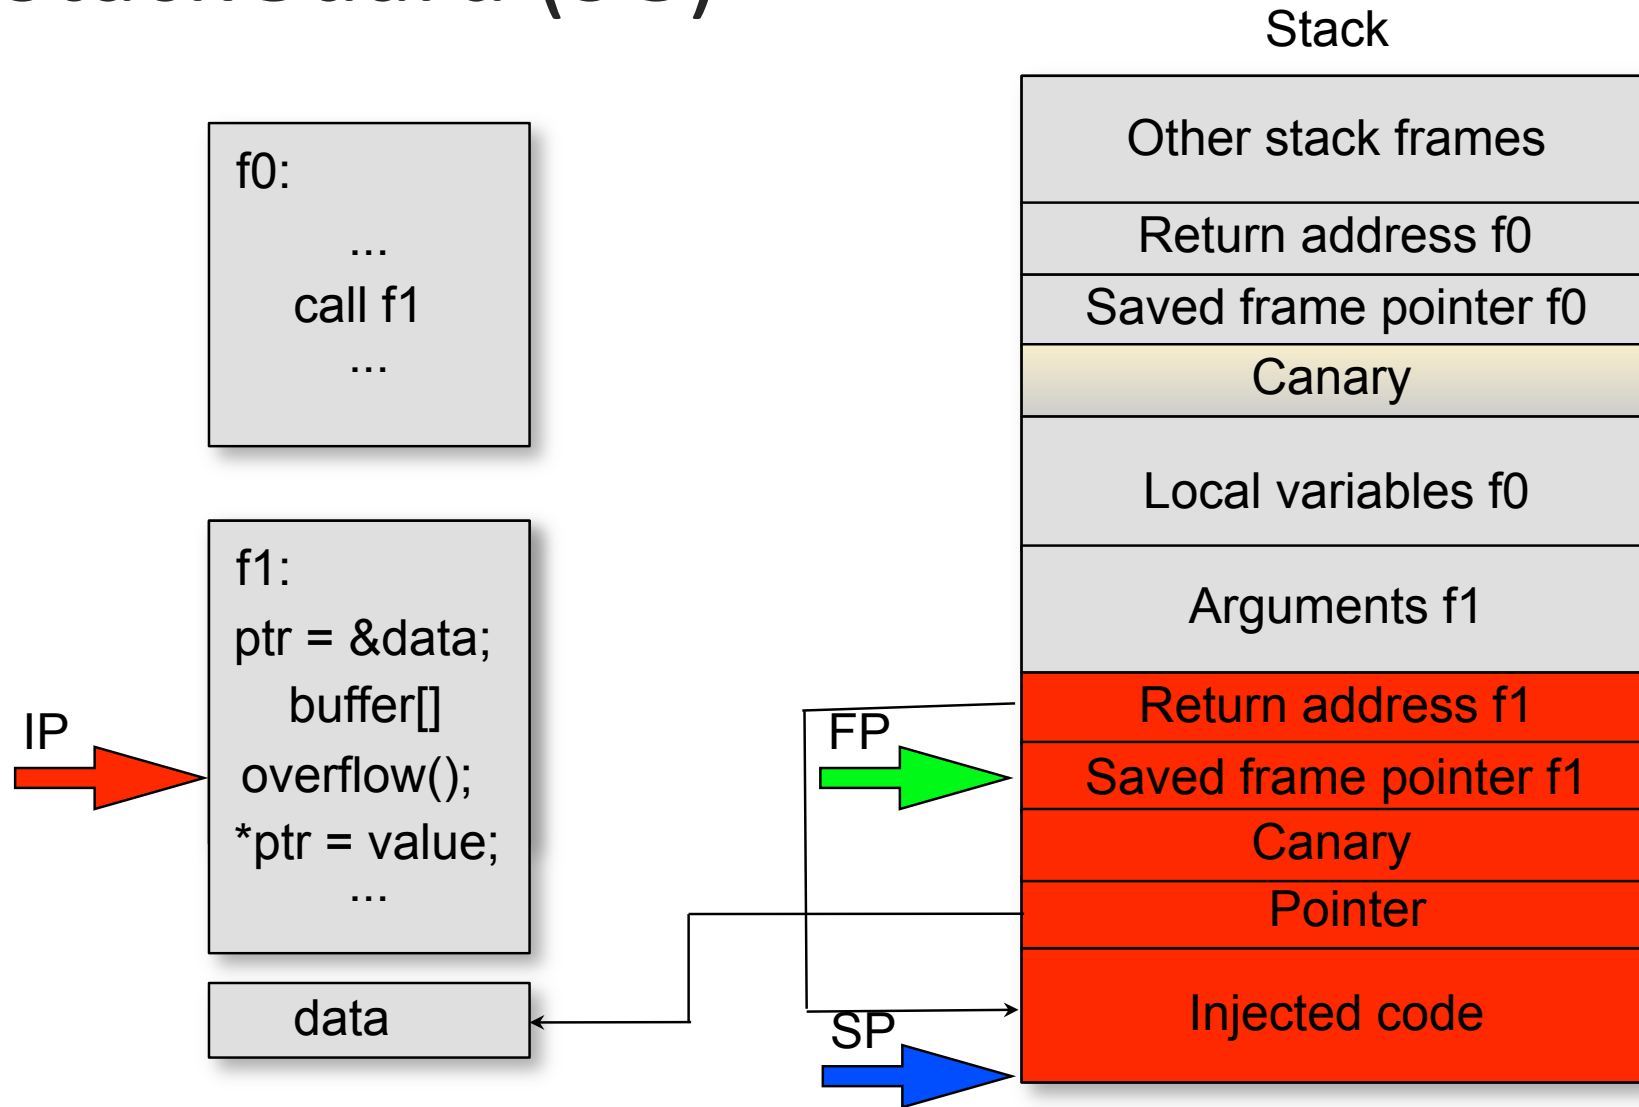 Stack
f0:
...
call f1
...
f1:
ptr = &data;
buffer[]
overflow();
*ptr = value;
...
data
IP
FP
SP
Other stack frames
Return address f0
Saved frame pointer f0
Canary
Local variables f0
Arguments f1
Return address f1
Saved frame pointer f1
Canary
Pointer
Injected code